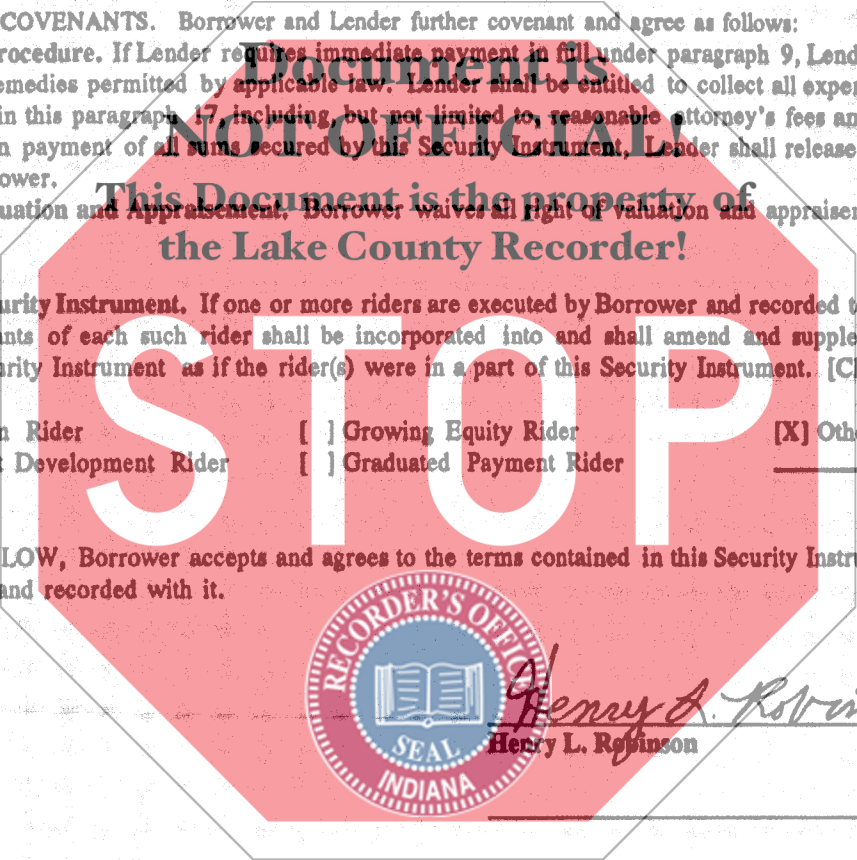 COVENANTS. Borrower and Lender further covenant and agree as follows:
rocedure. If Lender requires immediate payment in full under paragraph 9, Lend
emedies permitted by applicable law. Lender shall be entitled to collect all expen
in this paragraph 17, including, but not limited to, reasonable attorney's fees an
n payment of all sums secured by this Security Instrument, Lender shall release
ower.
uation and Appraisement. Borrower waives all right of valuation and appraisem
Document is
NOT OFFICIAL!
This Document is the property of
the Lake County Recorder!
urity Instrument. If one or more riders are executed by Borrower and recorded to
nts of each such rider shall be incorporated into and shall amend and supple
urity Instrument as if the rider(s) were in a part of this Security Instrument. [Ch
STOP
n Rider [ ] Growing Equity Rider [X] Othe
t Development Rider [ ] Graduated Payment Rider
LOW, Borrower accepts and agrees to the terms contained in this Security Instru
and recorded with it.
RECORDER'S OFFICE
SEAL
INDIANA
Henry L. Robin
Henry L. Robinson